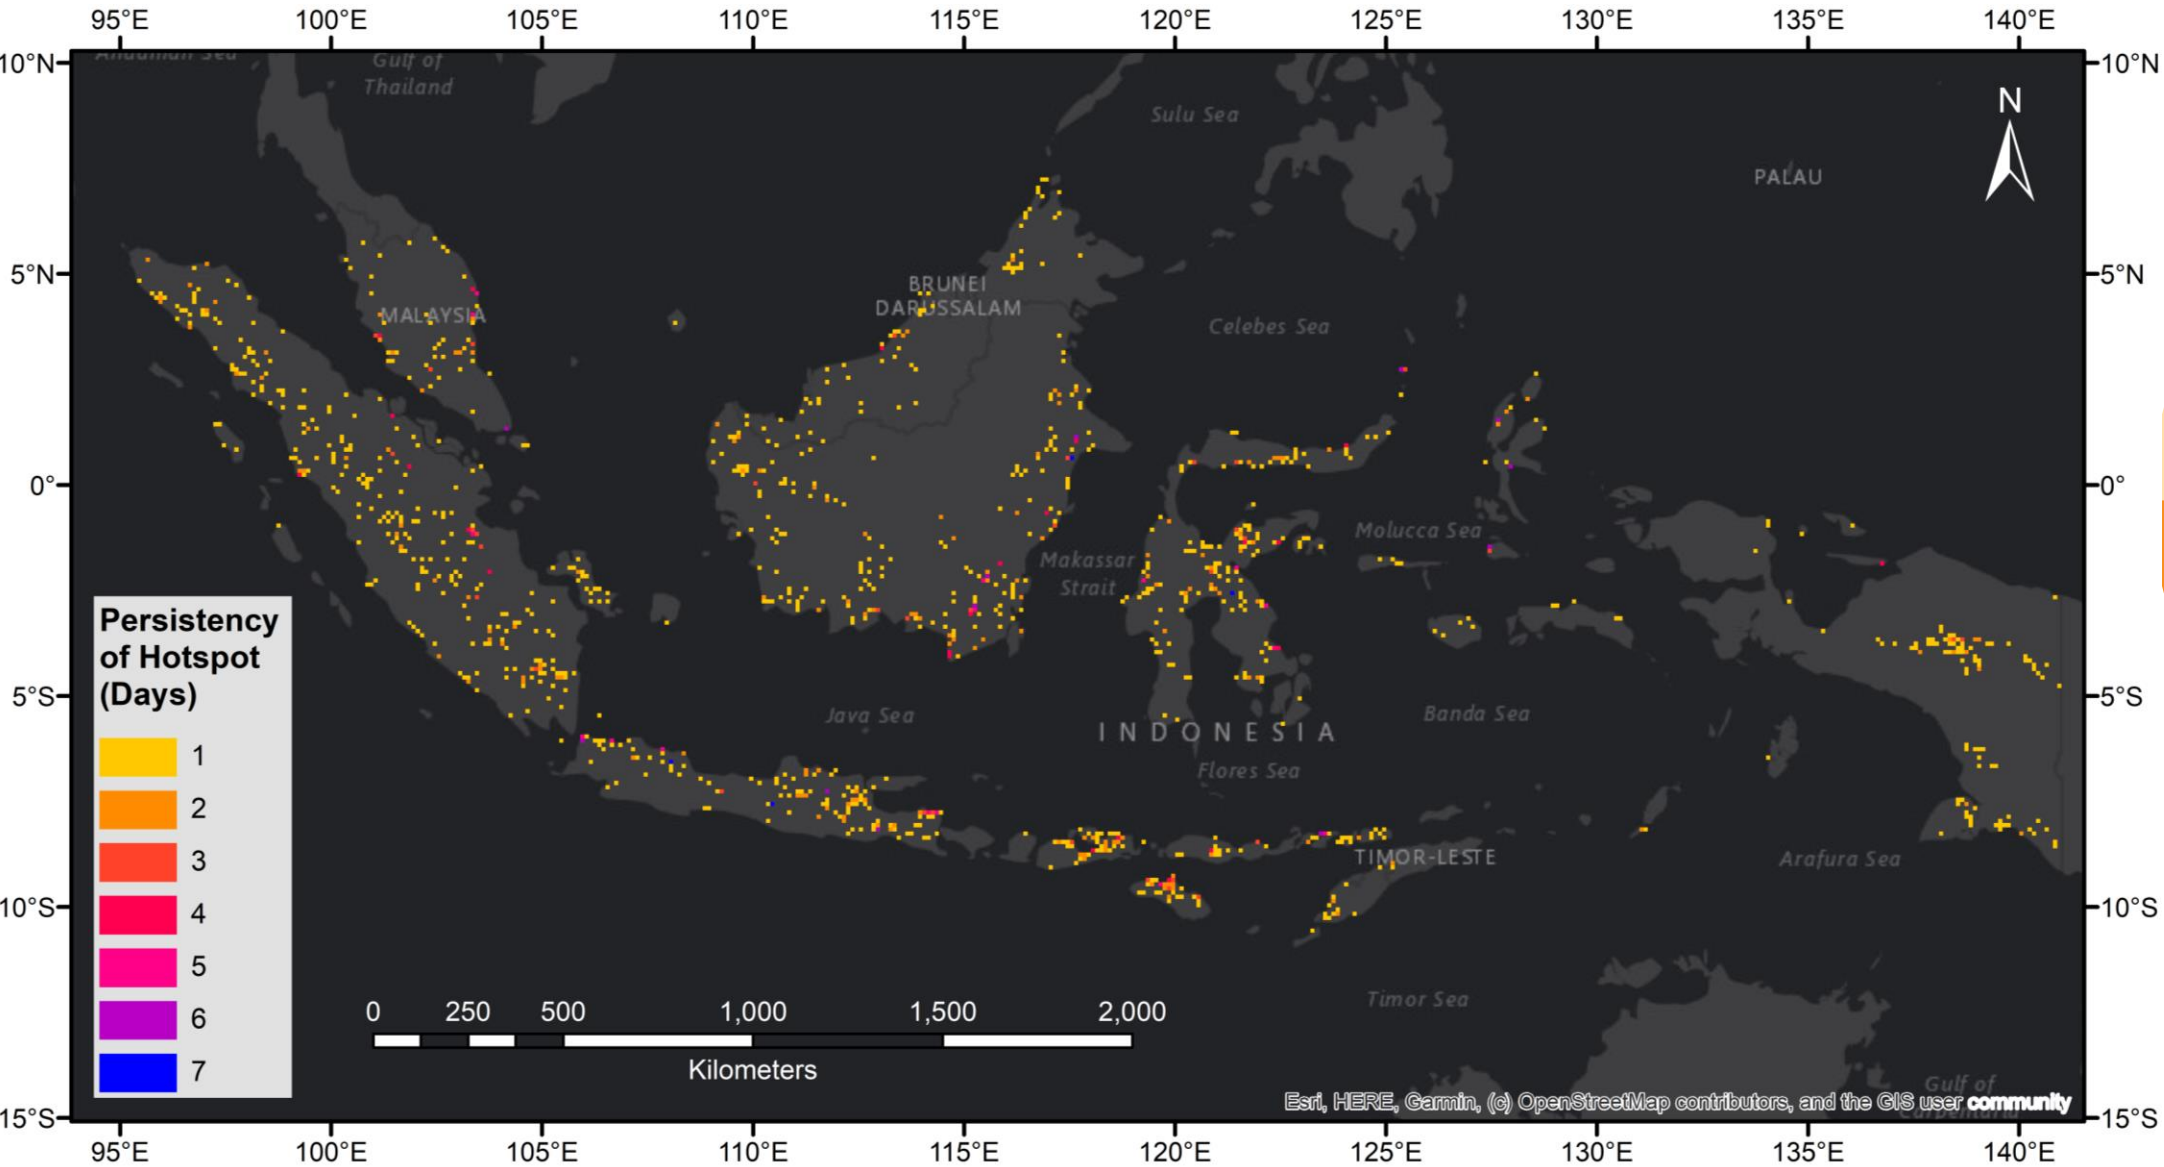 95°E 100°E 105°E 110°E 115°E 120°E 125°E 130°E 135°E 140°E
10°N 10°N
Andaman Sea
Gulf of
Thailand
Sulu Sea
N
PALAU
5°N 5°N
BRUNEI
DARUSSALAM
MALAYSIA
Celebes Sea
0° 0°
Molucca Sea
Makassar
Strait
Persistency
of Hotspot
(Days)
1
2
3
4
5
6
7
5°S 5°S
Java Sea
Banda Sea
INDONESIA
Flores Sea
TIMOR-LESTE
Arafura Sea
10°S 10°S
Timor Sea
0 250 500 1,000 1,500 2,000
Kilometers
Gulf of
Carpentaria
Esri, HERE, Garmin, (c) OpenStreetMap contributors, and the GIS user community
15°S 15°S
95°E 100°E 105°E 110°E 115°E 120°E 125°E 130°E 135°E 140°E